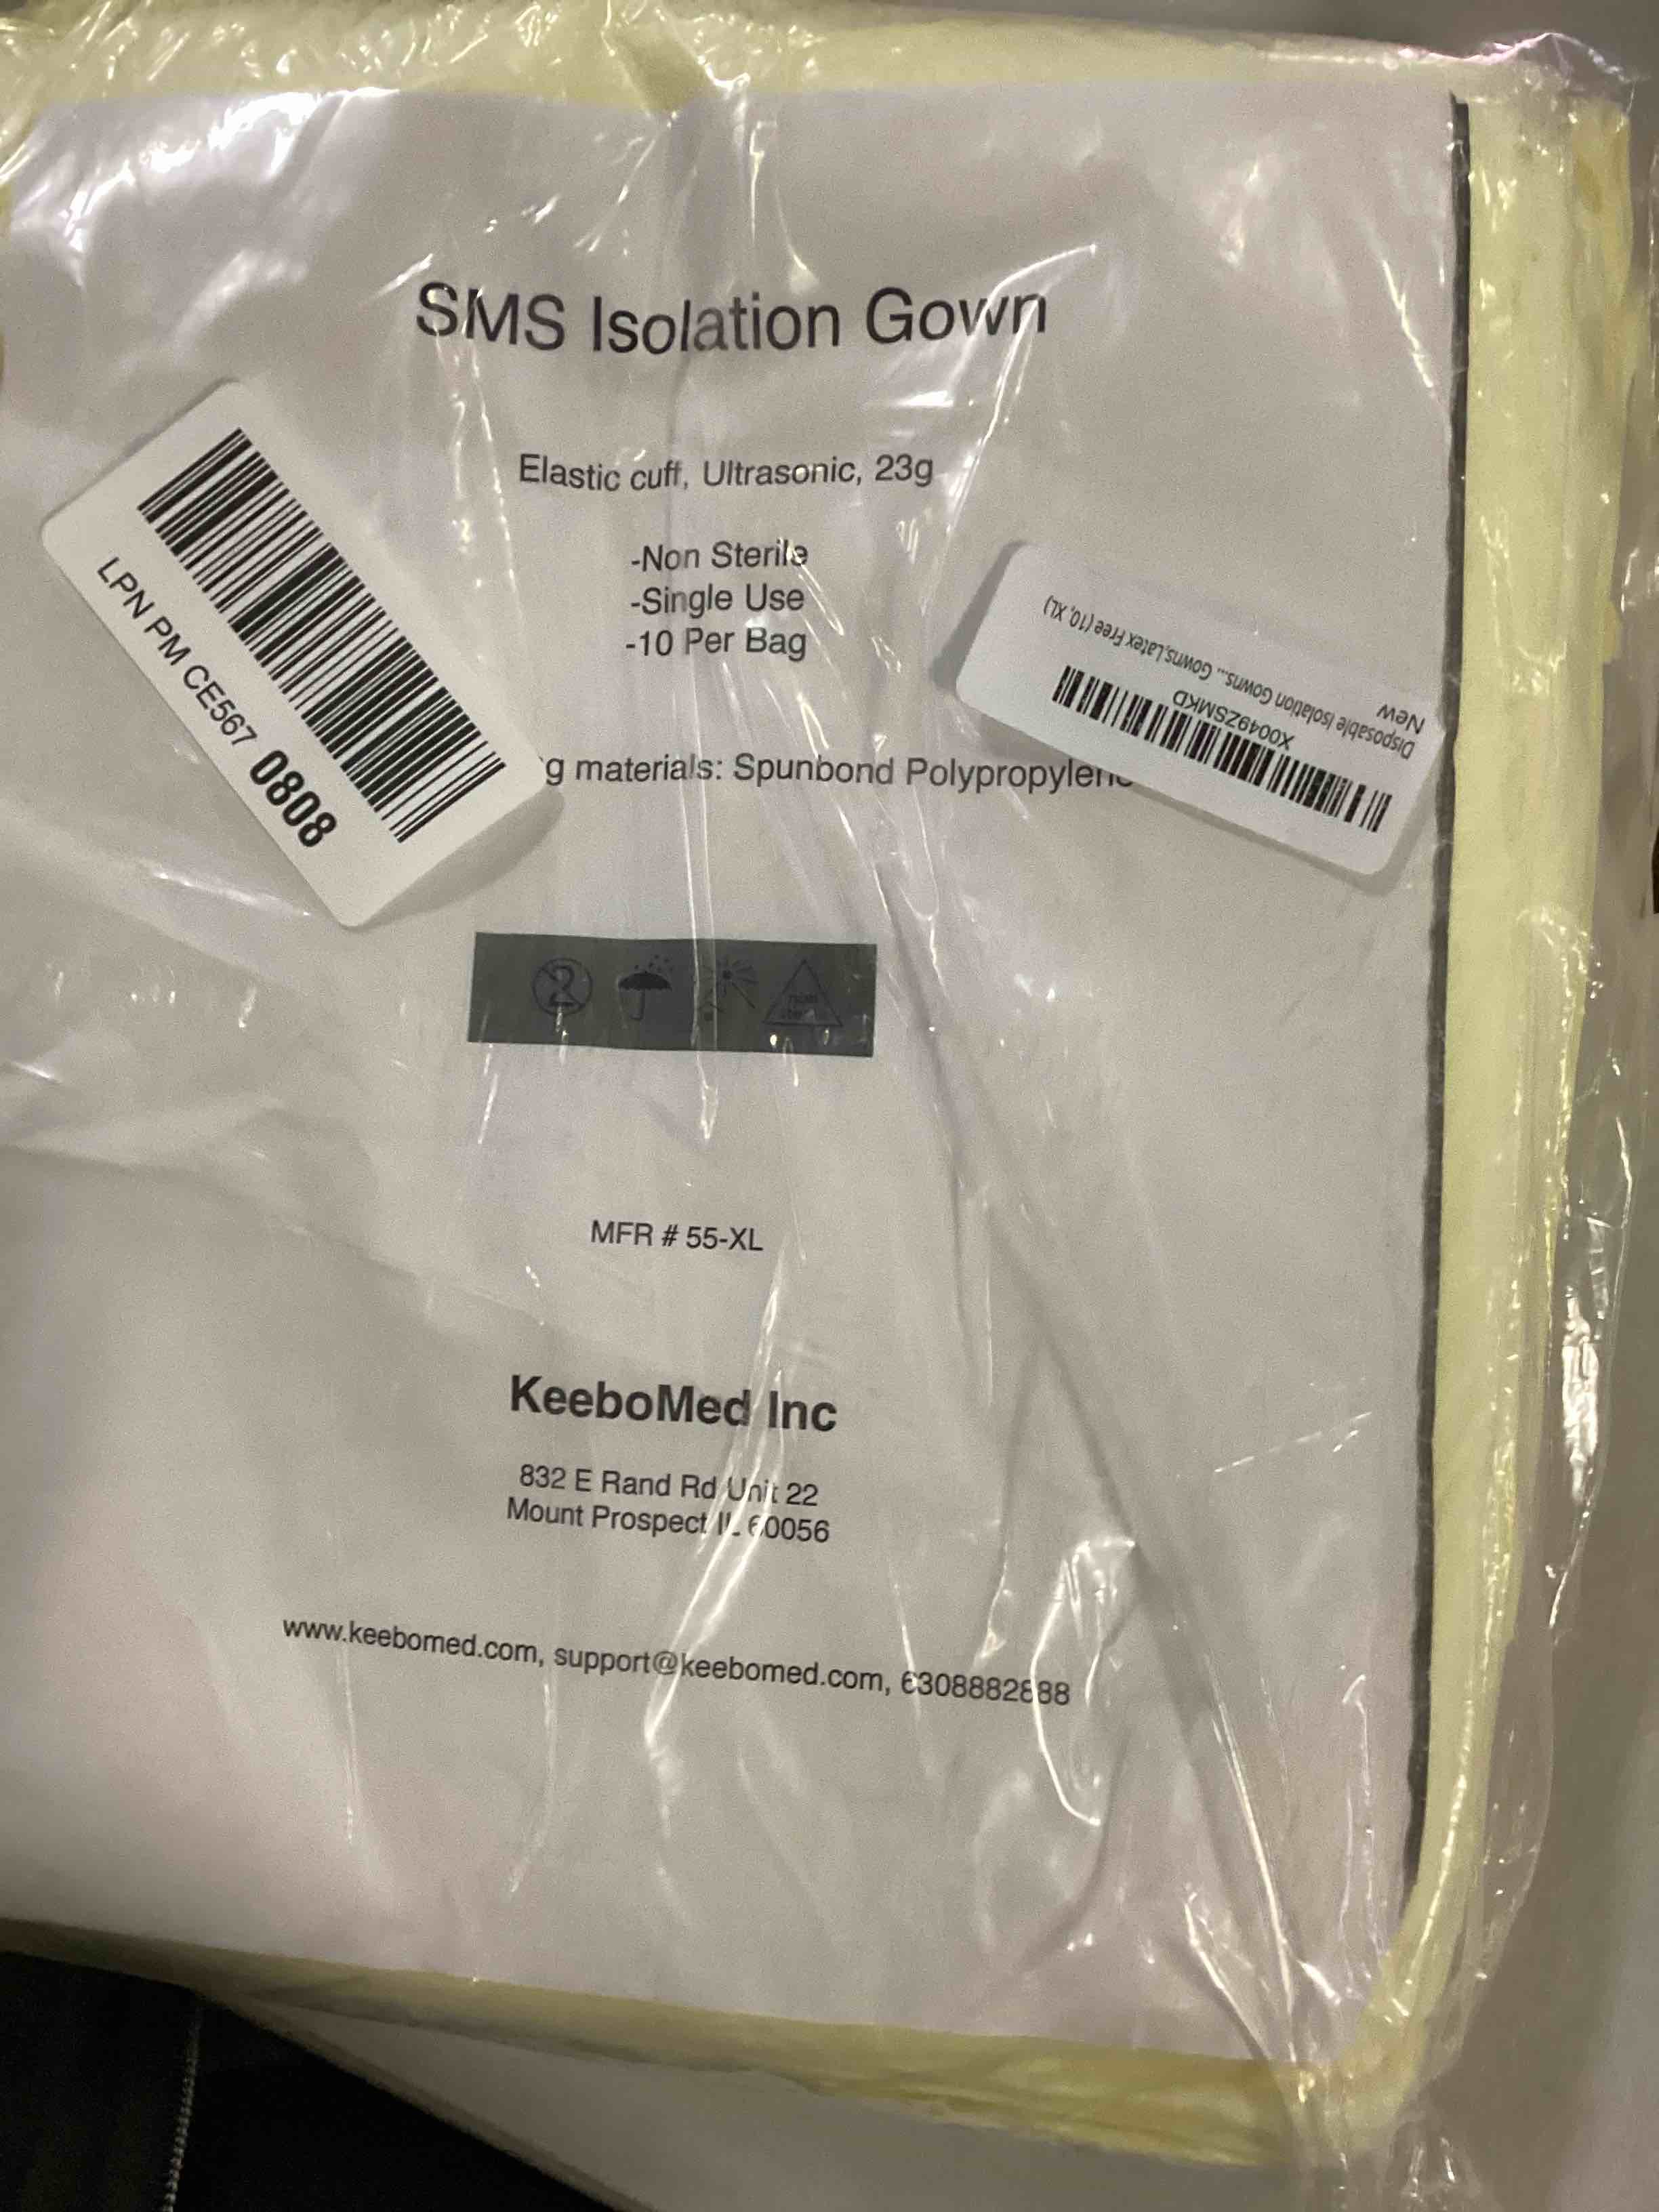 SMS Isolation Gown
Elastic cuff, Ultrasonic, 23g
-Non Sterile
-Single Use
-10 Per Bag
LPN PM CE567 0808
New
Disposable Isolation Gowns... Gowns,Latex Free (10, XL)
X0049ZSMKD
g materials: Spunbond Polypropylene
2
non
MFR # 55-XL
KeeboMed Inc
832 E Rand Rd Unit 22
Mount Prospect IL 60056
www.keebomed.com, support@keebomed.com, 6308882888